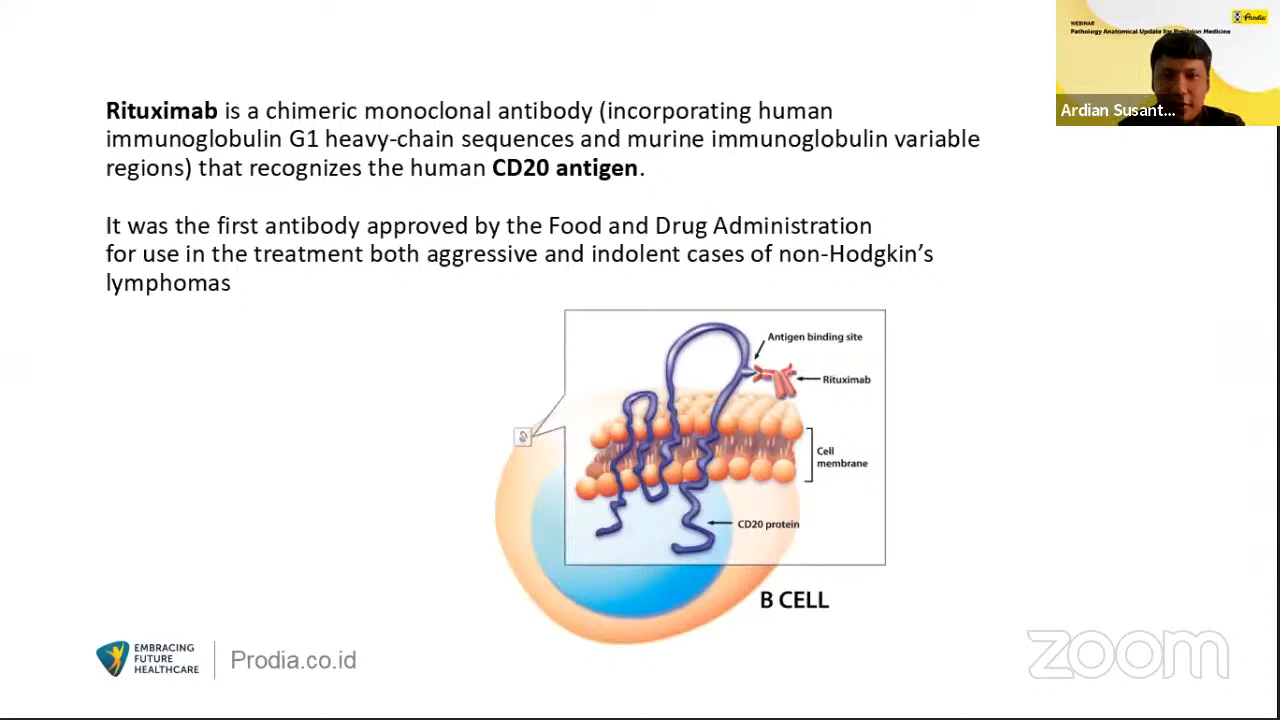 WEBINAR
Pathology Anatomical Update for Precision Medicine
Prodia
Ardian Susant...
Rituximab is a chimeric monoclonal antibody (incorporating human
immunoglobulin G1 heavy-chain sequences and murine immunoglobulin variable
regions) that recognizes the human CD20 antigen.
It was the first antibody approved by the Food and Drug Administration
for use in the treatment both aggressive and indolent cases of non-Hodgkin’s
lymphomas
Antigen binding site
Rituximab
Cell
membrane
CD20 protein
B CELL
EMBRACING
FUTURE
HEALTHCARE
Prodia.co.id
zoom